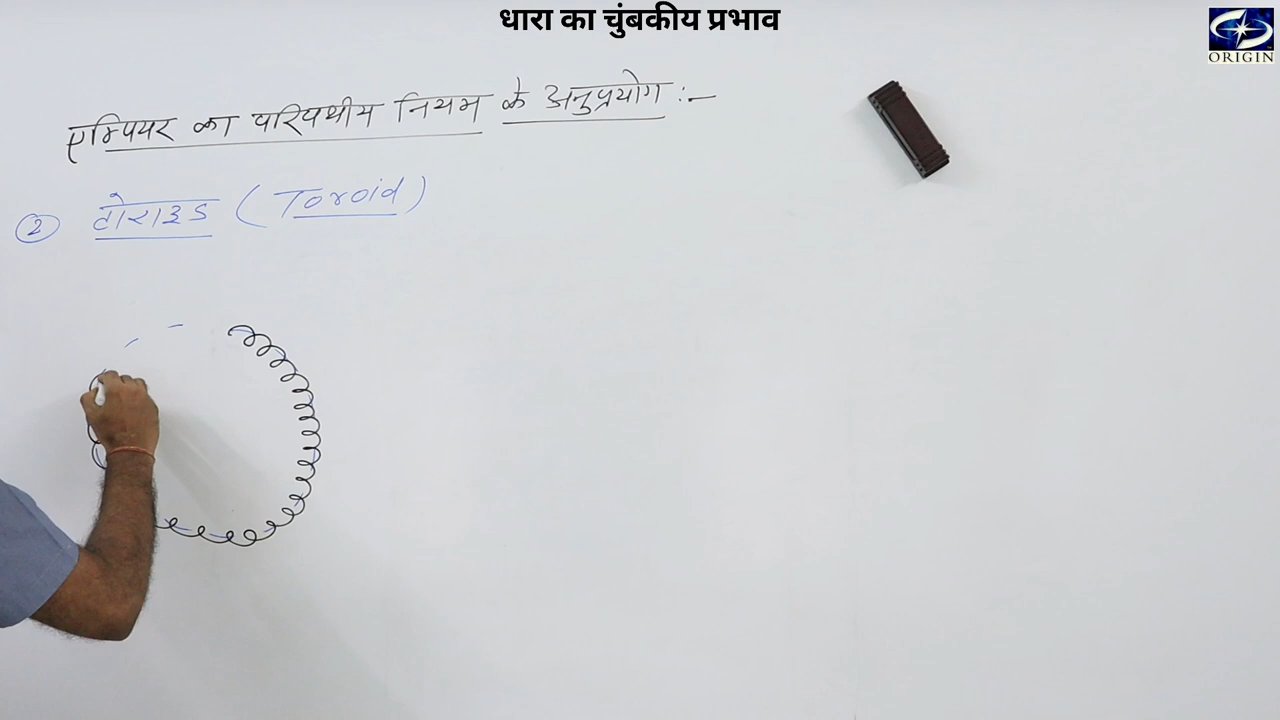 धारा का चुंबकीय प्रभाव
ORIGIN
एम्पियर का परिपथीय नियम के अनुप्रयोग :-
② टोराइड (Toroid)